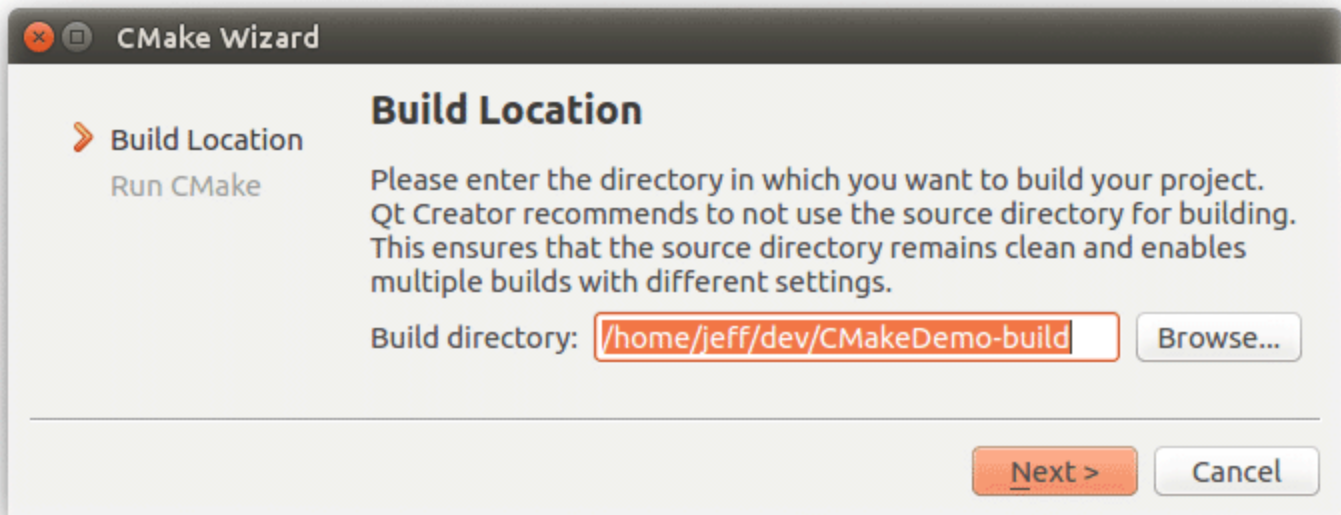 CMake Wizard
Build Location
Run CMake
Build Location
Please enter the directory in which you want to build your project.
Qt Creator recommends to not use the source directory for building.
This ensures that the source directory remains clean and enables
multiple builds with different settings.
Build directory: /home/jeff/dev/CMakeDemo-build Browse...
Next > Cancel